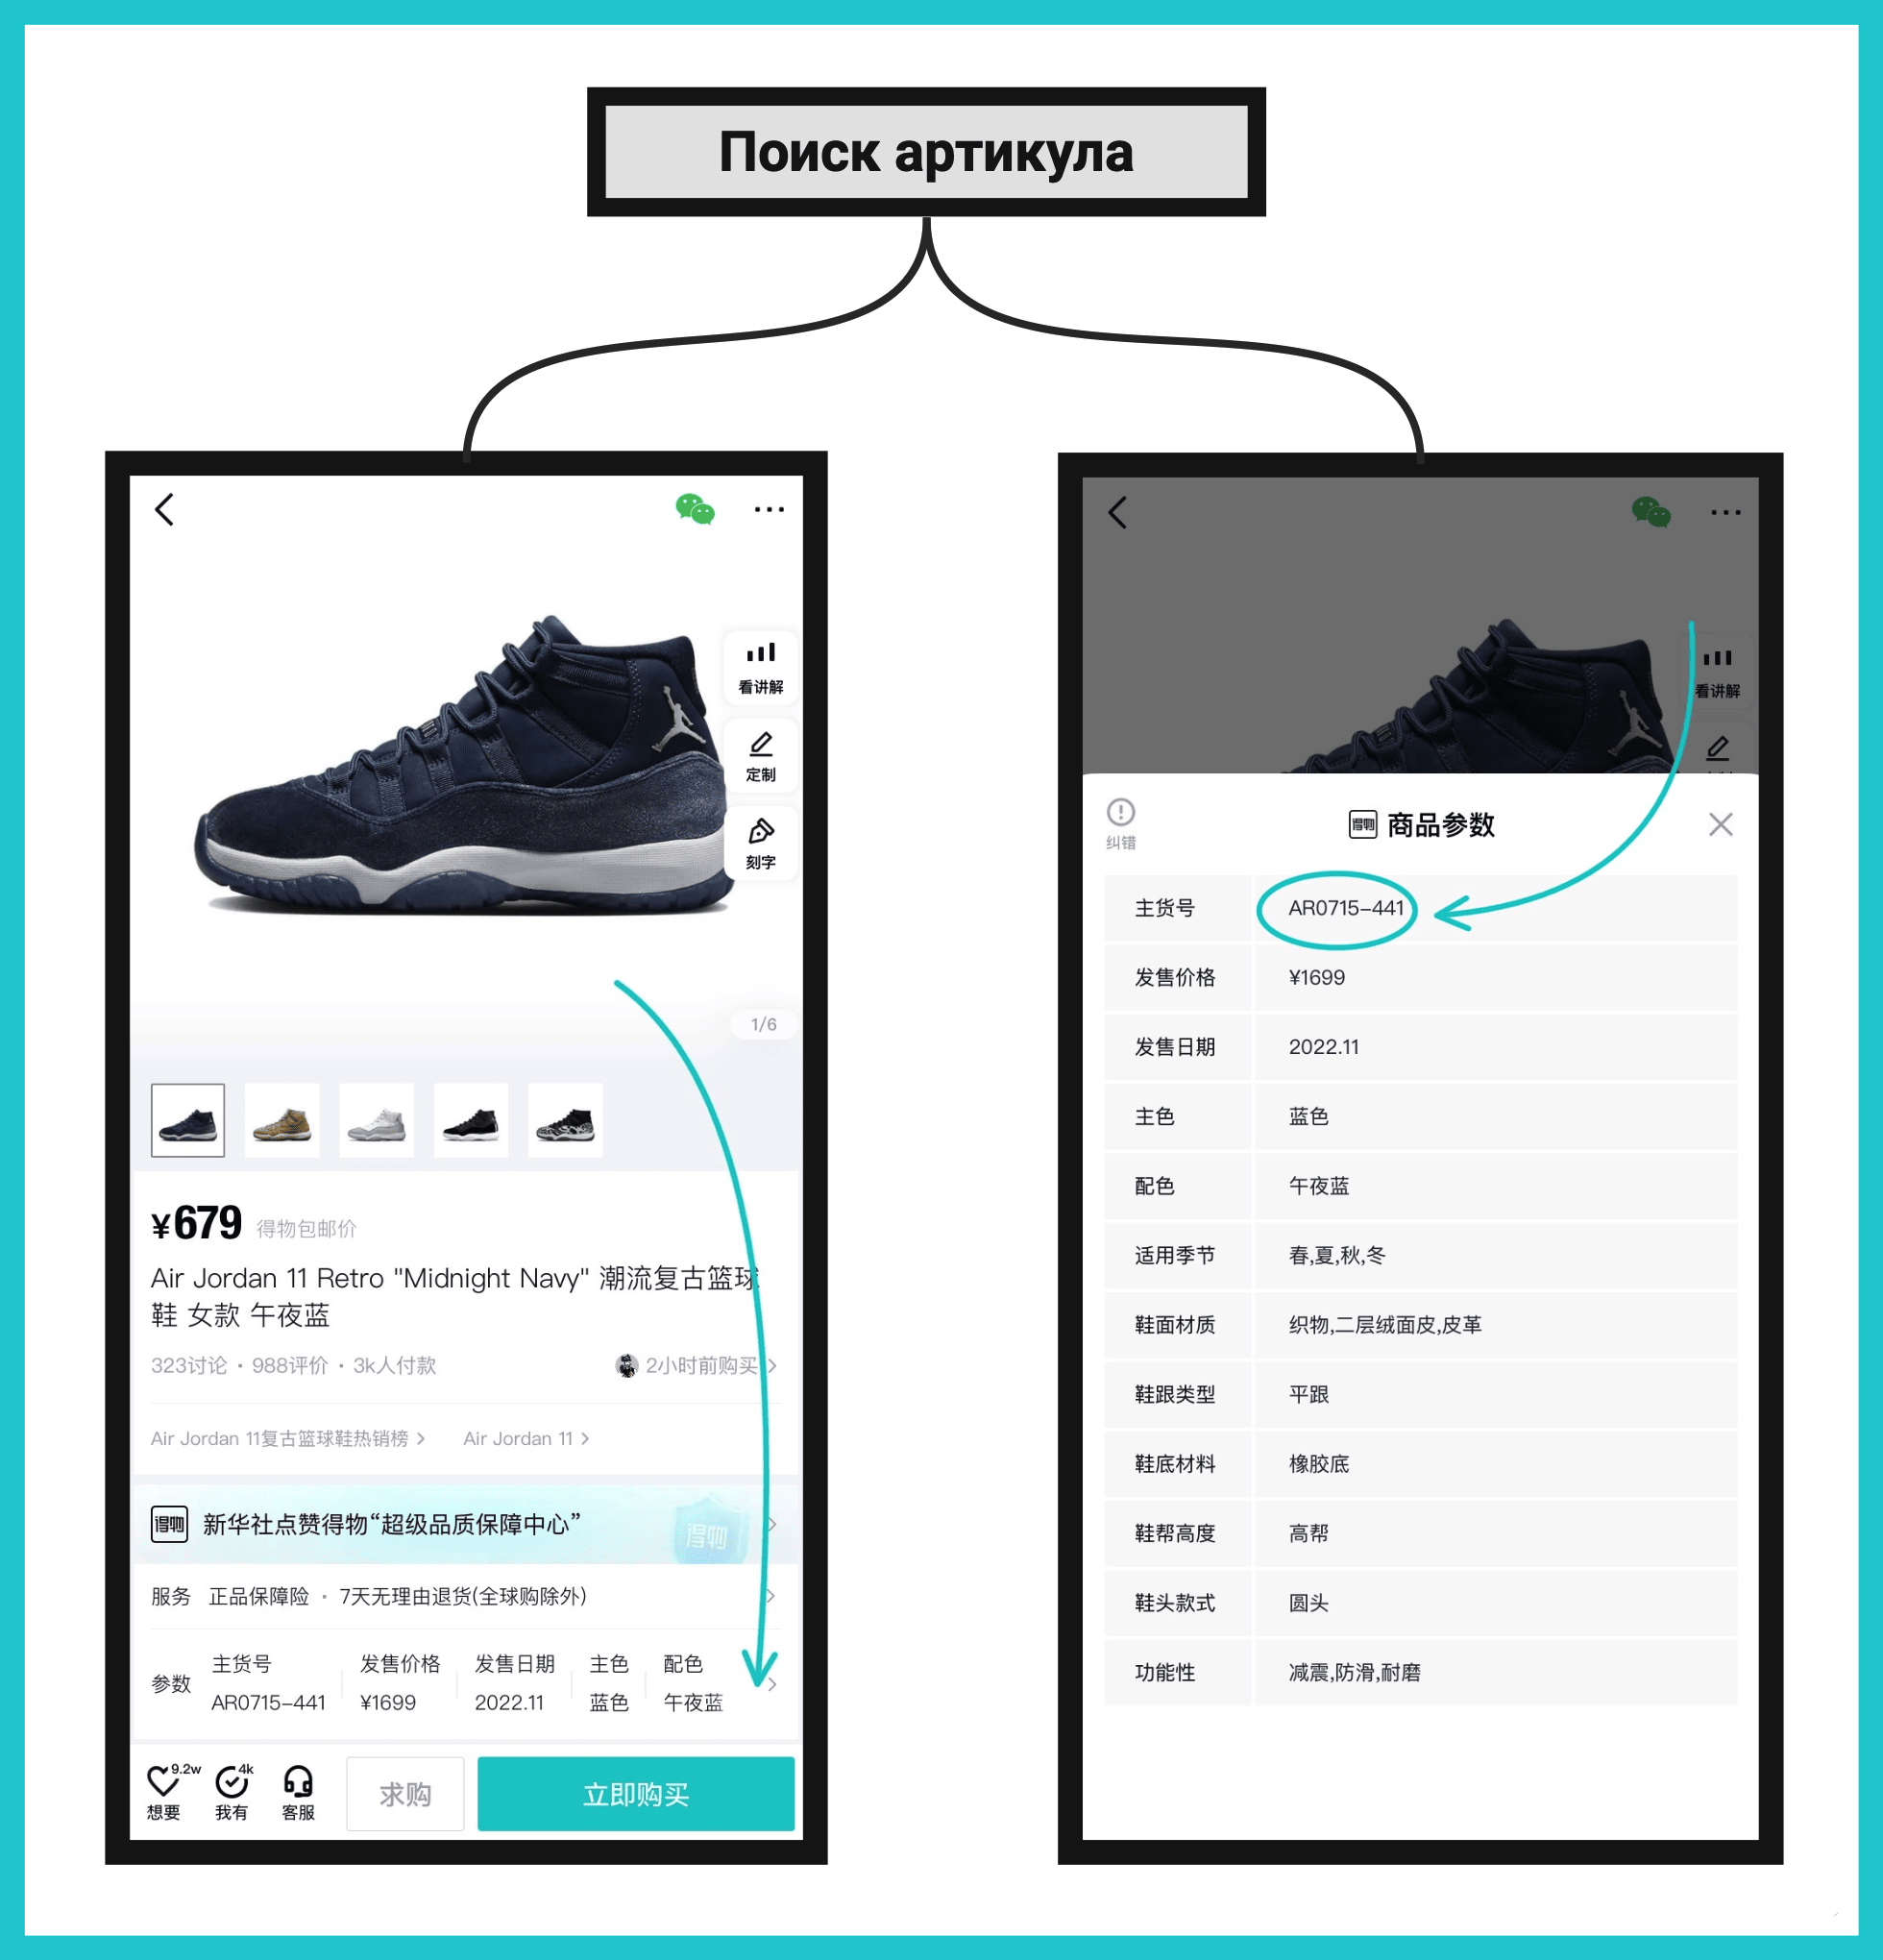 Поиск артикула
看讲解
定制
刻字
1/6
¥679 得物包邮价
Air Jordan 11 Retro "Midnight Navy" 潮流复古篮球
鞋 女款 午夜蓝
323讨论 · 988评价 · 3k人付款 2小时前购买
Air Jordan 11复古篮球鞋热销榜 Air Jordan 11
得物 新华社点赞得物“超级品质保障中心” 得物
服务 正品保障险 · 7天无理由退货(全球购除外)
参数
主货号 发售价格 发售日期 主色 配色
AR0715-441 ¥1699 2022.11 蓝色 午夜蓝
9.2w 4k
想要 我有 客服 求购 立即购买
看讲解
纠错
得物 商品参数
主货号 AR0715-441
发售价格 ¥1699
发售日期 2022.11
主色 蓝色
配色 午夜蓝
适用季节 春,夏,秋,冬
鞋面材质 织物,二层绒面皮,皮革
鞋跟类型 平跟
鞋底材料 橡胶底
鞋帮高度 高帮
鞋头款式 圆头
功能性 减震,防滑,耐磨